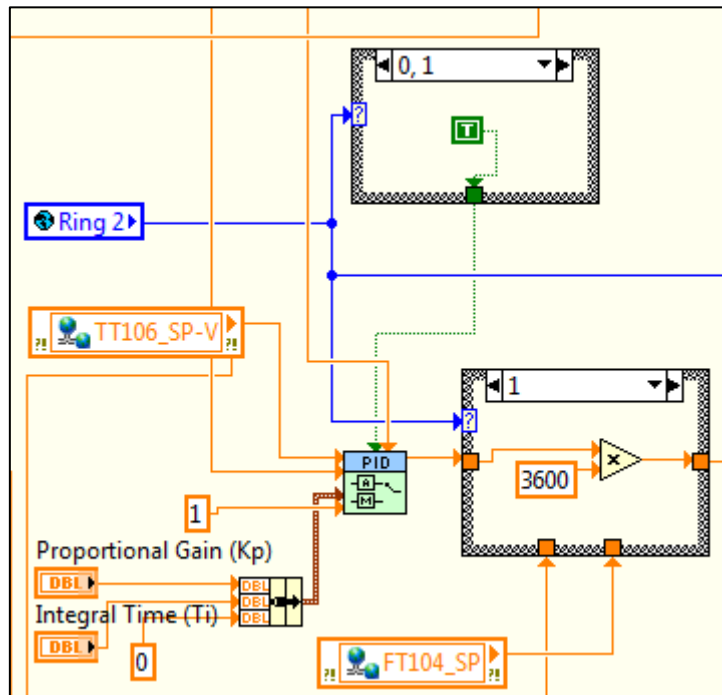 0, 1
?
T
Ring 2
?! TT106_SP-V ?!
1
?
PID
A
M
×
3600
1
Proportional Gain (Kp)
DBL
DBL
DBL
DBL
Integral Time (Ti)
DBL
0
?! FT104_SP ?!